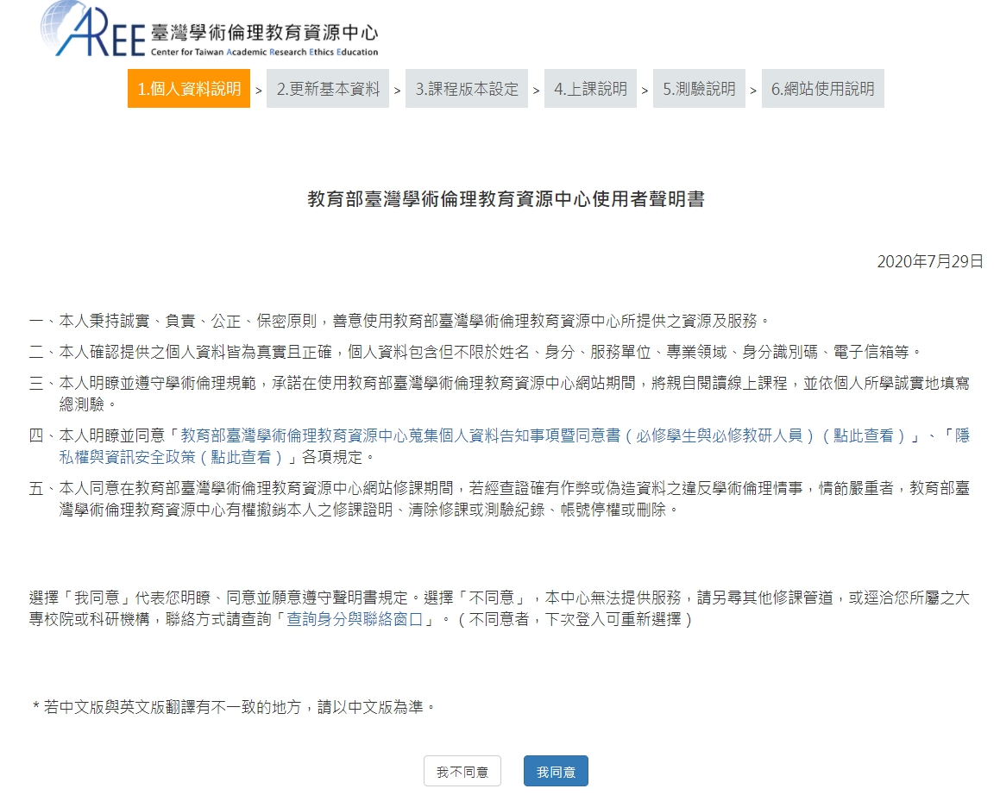 AREE 臺灣學術倫理教育資源中心
Center for Taiwan Academic Research Ethics Education
1.個人資料說明 > 2.更新基本資料 > 3.課程版本設定 > 4.上課說明 > 5.測驗說明 > 6.網站使用說明
教育部臺灣學術倫理教育資源中心使用者聲明書
2020年7月29日
一、本人秉持誠實、負責、公正、保密原則，善意使用教育部臺灣學術倫理教育資源中心所提供之資源及服務。
二、本人確認提供之個人資料皆為真實且正確，個人資料包含但不限於姓名、身分、服務單位、專業領域、身分識別碼、電子信箱等。
三、本人明瞭並遵守學術倫理規範，承諾在使用教育部臺灣學術倫理教育資源中心網站期間，將親自閱讀線上課程，並依個人所學誠實地填寫
總測驗。
四、本人明瞭並同意「教育部臺灣學術倫理教育資源中心蒐集個人資料告知事項暨同意書（必修學生與必修教研人員）（點此查看）」、「隱
私權與資訊安全政策（點此查看）」各項規定。
五、本人同意在教育部臺灣學術倫理教育資源中心網站修課期間，若經查證確有作弊或偽造資料之違反學術倫理情事，情節嚴重者，教育部臺
灣學術倫理教育資源中心有權撤銷本人之修課證明、清除修課或測驗紀錄、帳號停權或刪除。
選擇「我同意」代表您明瞭、同意並願意遵守聲明書規定。選擇「不同意」，本中心無法提供服務，請另尋其他修課管道，或逕洽您所屬之大
專校院或科研機構，聯絡方式請查詢「查詢身分與聯絡窗口」。（不同意者，下次登入可重新選擇）
* 若中文版與英文版翻譯有不一致的地方，請以中文版為準。
我不同意 我同意